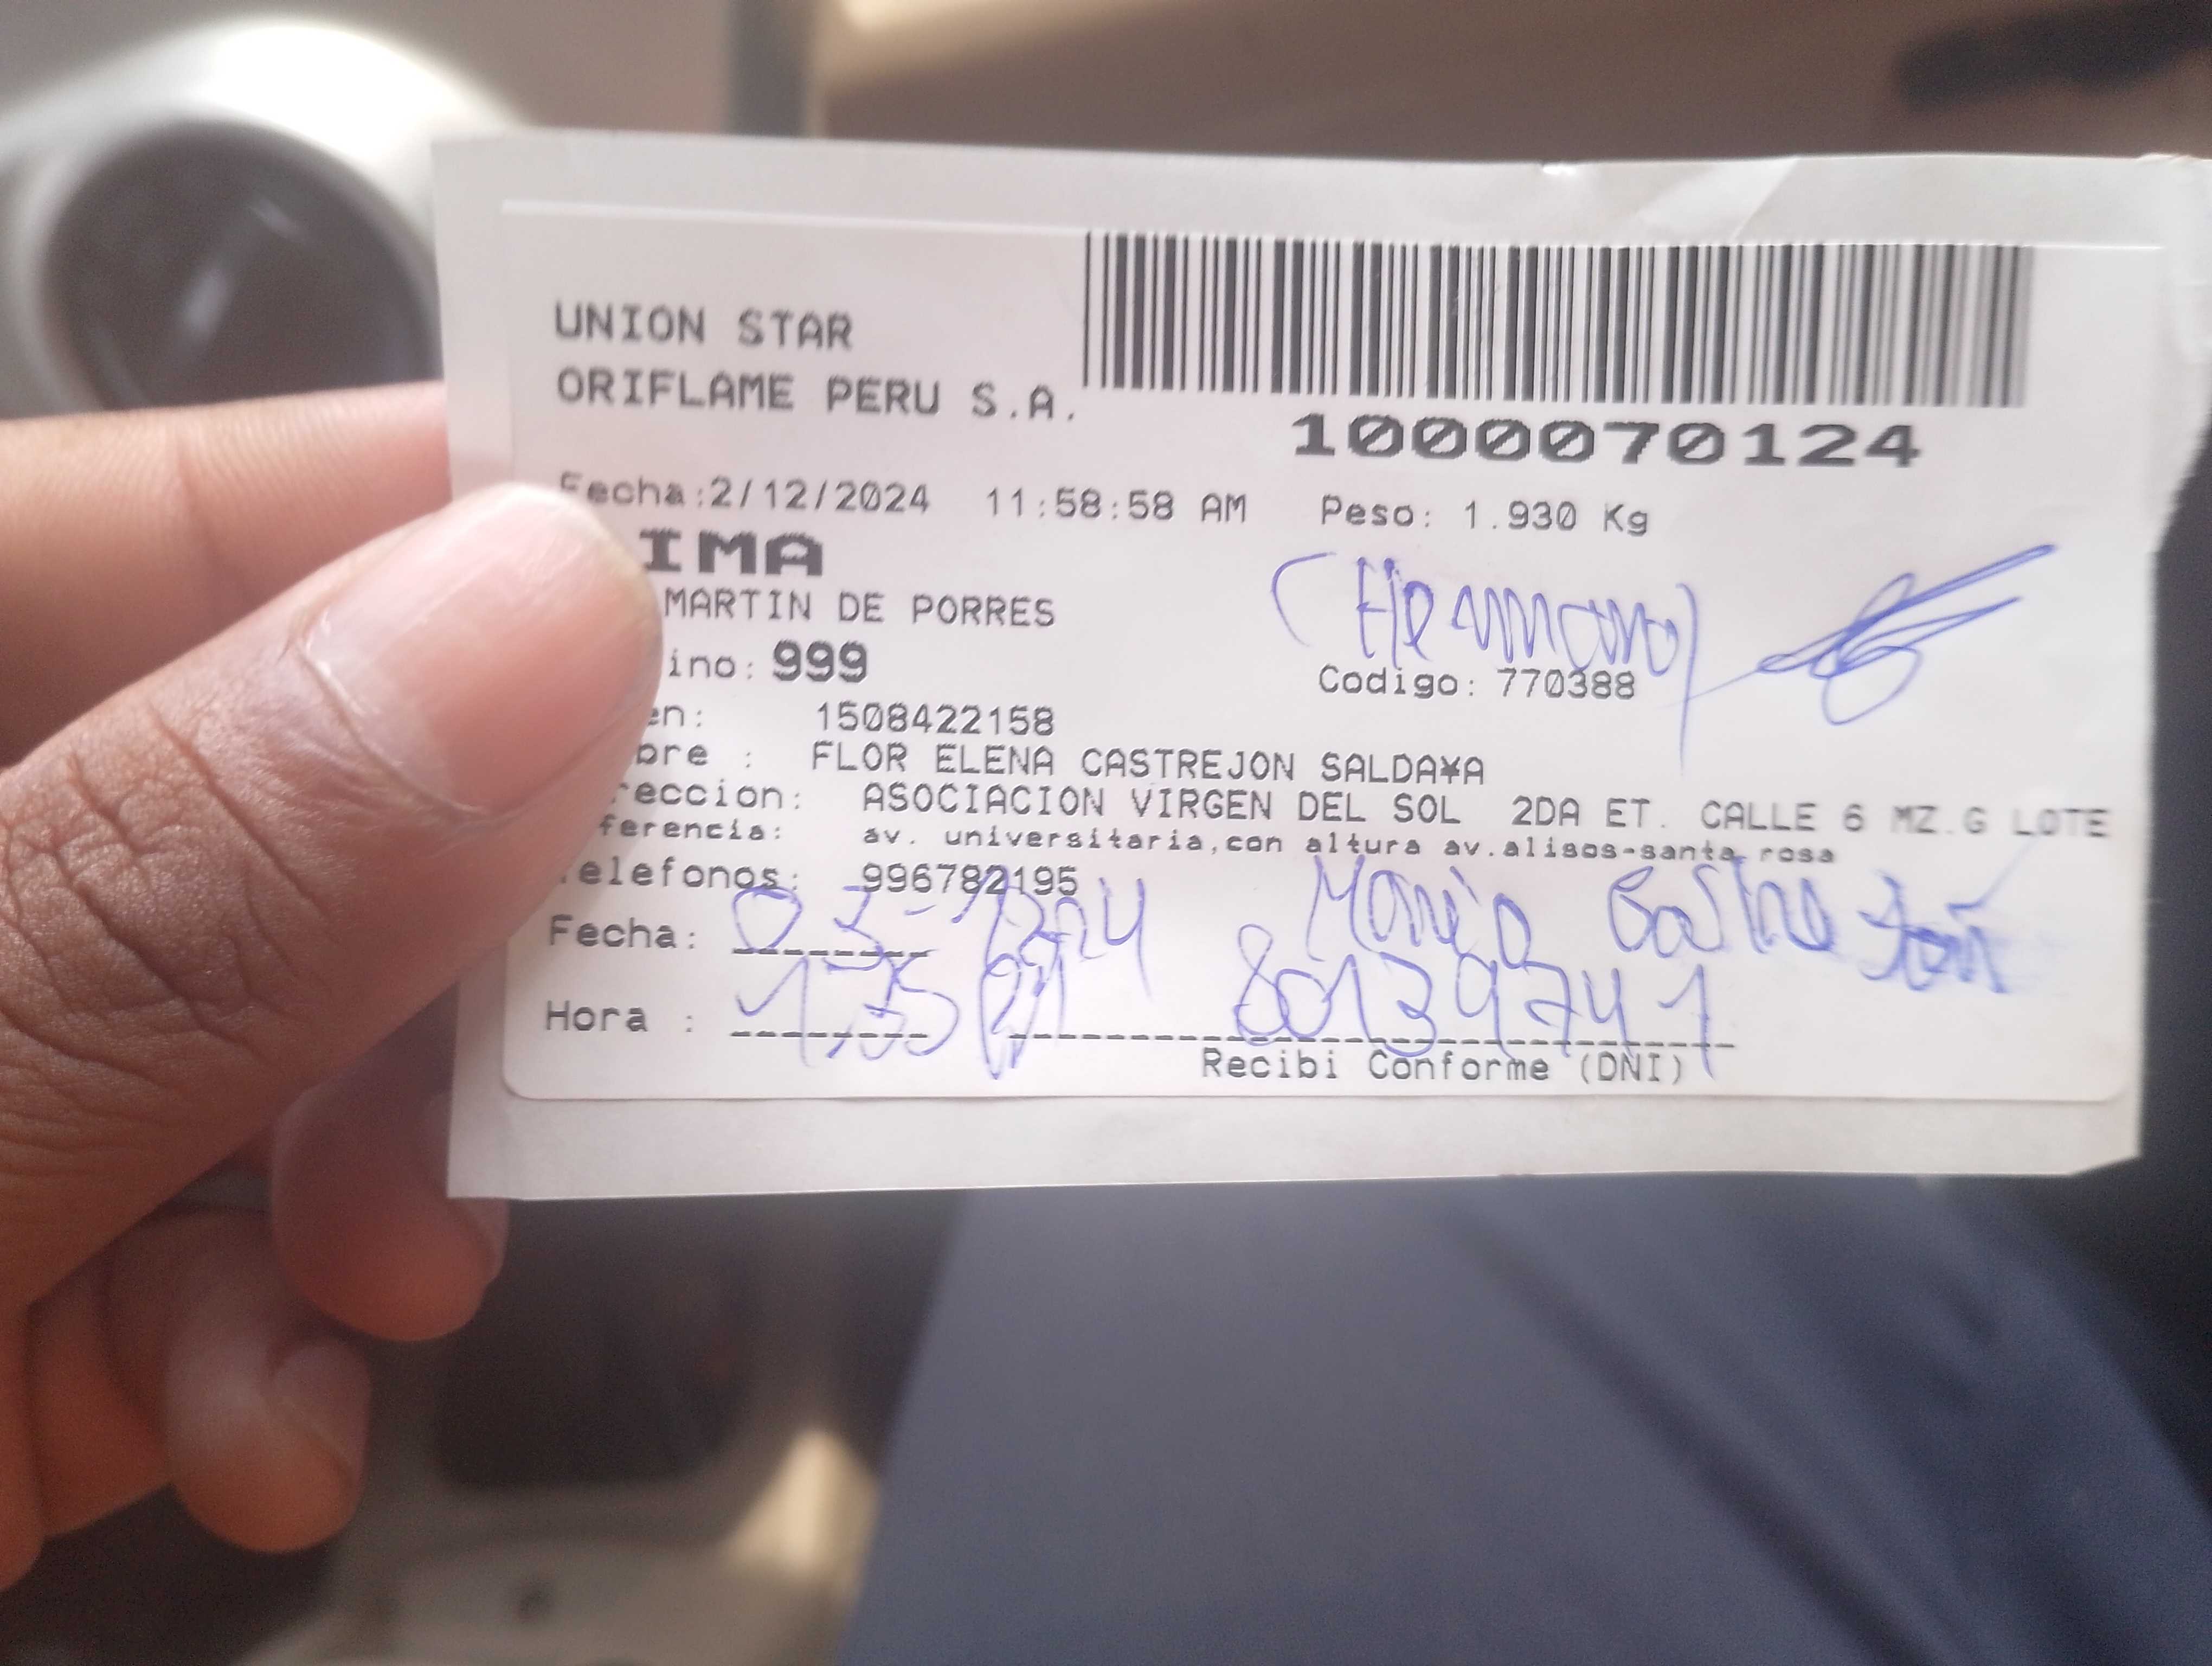 UNION STAR
ORIFLAME PERU S.A.
1000070124
Fecha:2/12/2024 11:58:58 AM Peso: 1.930 Kg
IMA
MARTIN DE PORRES
(Hermana)
ino: 999
Codigo: 770388
en: 1508422158
bre : FLOR ELENA CASTREJON SALDA¥A
reccion: ASOCIACION VIRGEN DEL SOL 2DA ET. CALLE 6 MZ.G LOTE
ferencia: av. universitaria,con altura av.alisos-santa rosa
elefonos: 996782195
Fecha: 03- María
Hora : 80139741
Recibi Conforme (DNI)